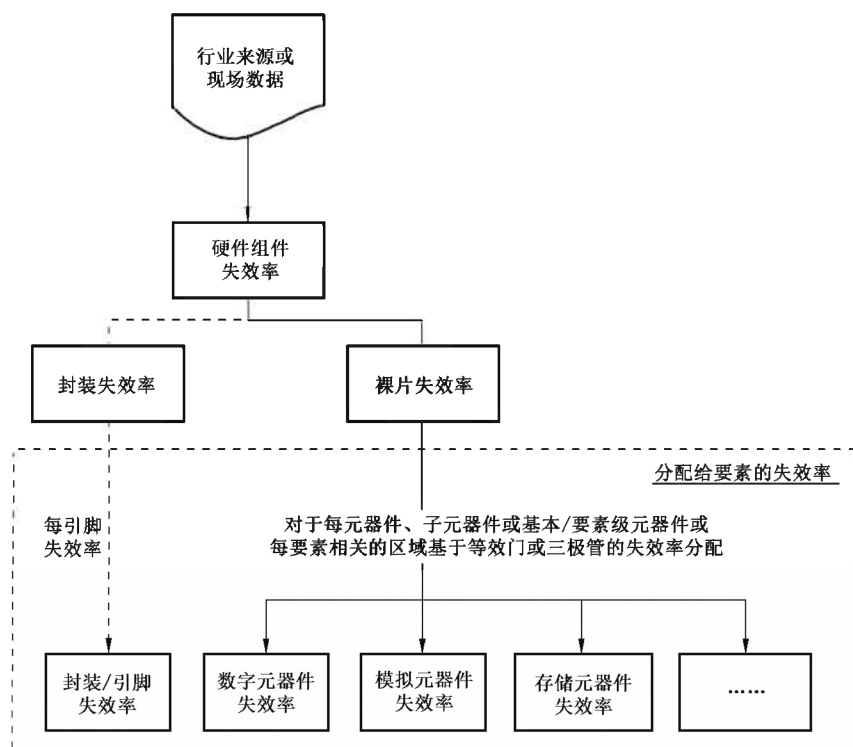 行业来源或
现场数据
硬件组件
失效率
封装失效率
裸片失效率
分配给要素的失效率
每引脚
失效率
对于每元器件、子元器件或基本/要素级元器件或
每要素相关的区域基于等效门或三极管的失效率分配
封装/引脚
失效率
数字元器件
失效率
模拟元器件
失效率
存储元器件
失效率
……